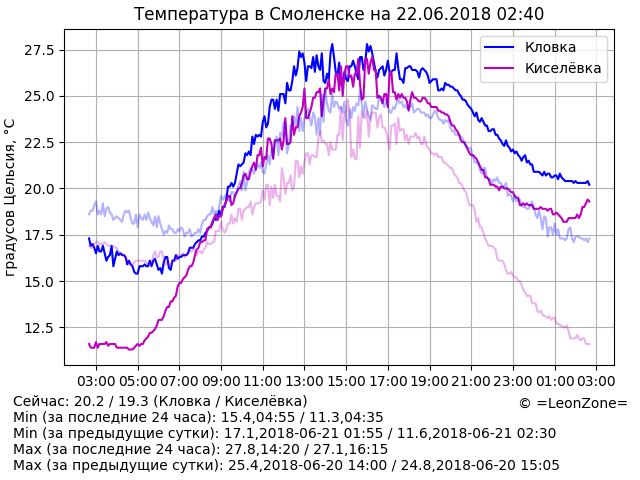 Температура в Смоленске на 22.06.2018 02:40
27.5
25.0
22.5
20.0
17.5
15.0
12.5
градусов Цельсия, °C
Кловка
Киселёвка
03:00 05:00 07:00 09:00 11:00 13:00 15:00 17:00 19:00 21:00 23:00 01:00 03:00
Сейчас: 20.2 / 19.3 (Кловка / Киселёвка)
© =LeonZone=
Min (за последние 24 часа): 15.4,04:55 / 11.3,04:35
Min (за предыдущие сутки): 17.1,2018-06-21 01:55 / 11.6,2018-06-21 02:30
Max (за последние 24 часа): 27.8,14:20 / 27.1,16:15
Max (за предыдущие сутки): 25.4,2018-06-20 14:00 / 24.8,2018-06-20 15:05